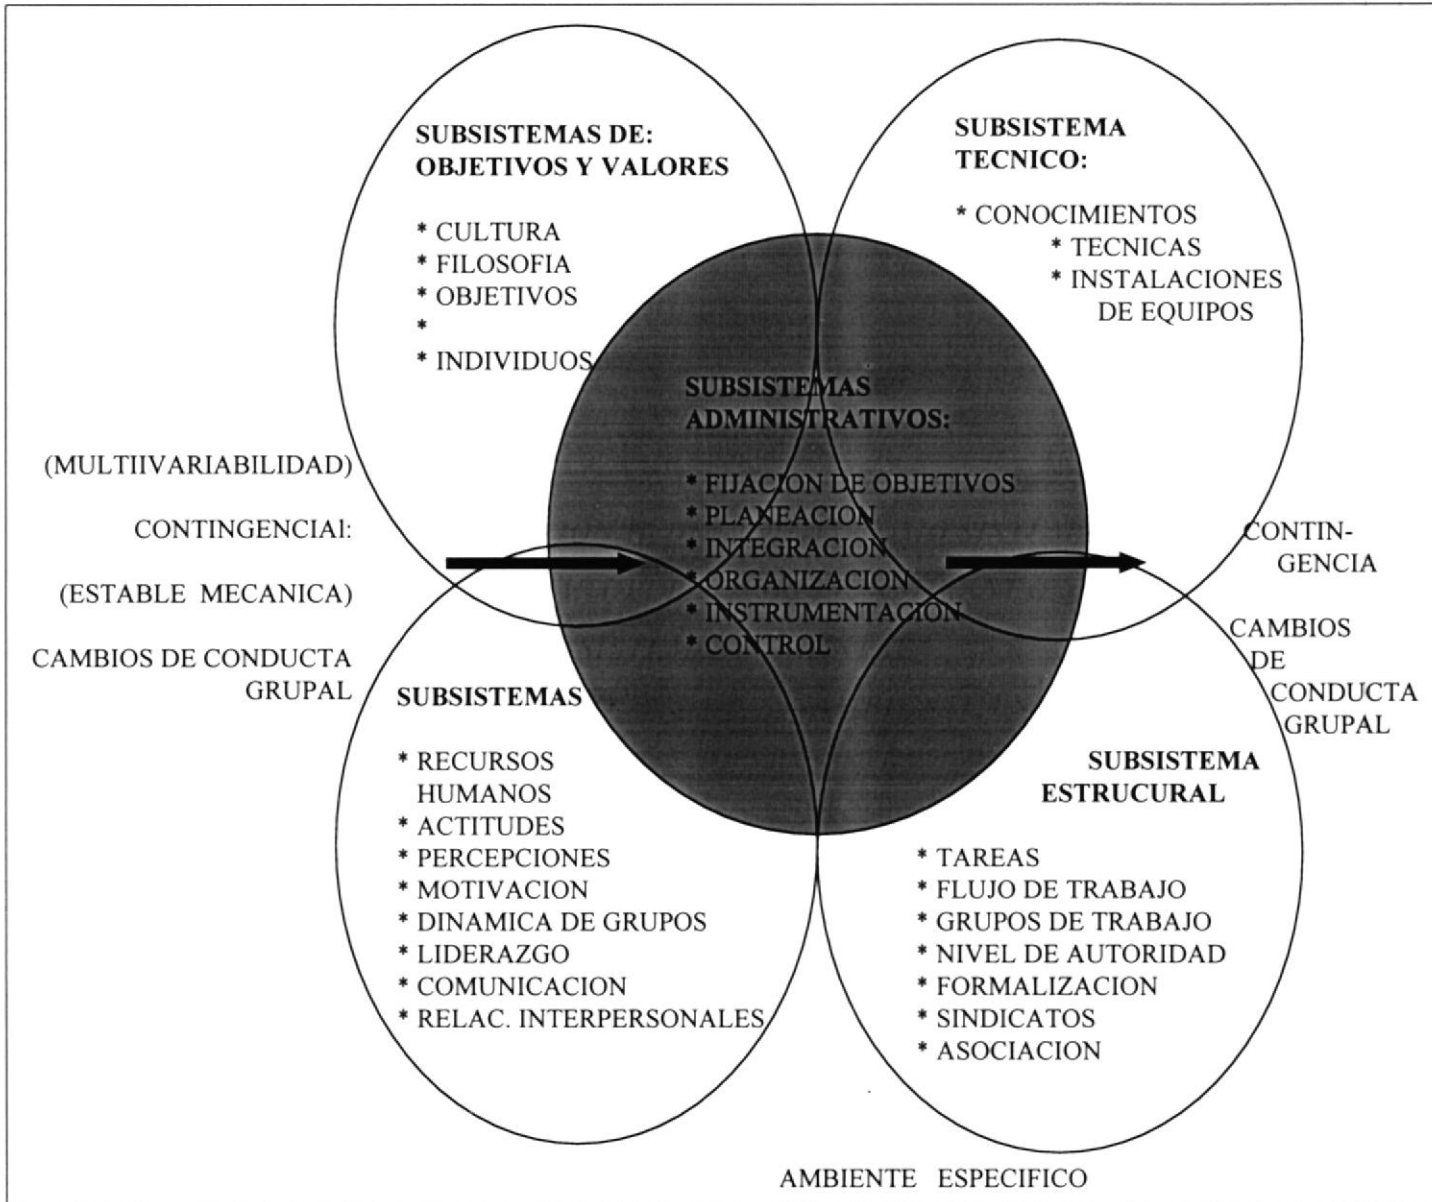 SUBSISTEMAS DE:
OBJETIVOS Y VALORES
* CULTURA
* FILOSOFIA
* OBJETIVOS
*
* INDIVIDUOS
SUBSISTEMA
TECNICO:
* CONOCIMIENTOS
* TECNICAS
* INSTALACIONES
DE EQUIPOS
SUBSISTEMAS
ADMINISTRATIVOS:
* FIJACION DE OBJETIVOS
* PLANEACION
* INTEGRACION
* ORGANIZACION
* INSTRUMENTACIÓN
* CONTROL
(MULTIIVARIABILIDAD)
CONTINGENCIAl:
(ESTABLE MECANICA)
CAMBIOS DE CONDUCTA
GRUPAL
CONTIN-
GENCIA
CAMBIOS
DE
CONDUCTA
GRUPAL
SUBSISTEMAS
* RECURSOS
HUMANOS
* ACTITUDES
* PERCEPCIONES
* MOTIVACION
* DINAMICA DE GRUPOS
* LIDERAZGO
* COMUNICACION
* RELAC. INTERPERSONALES
SUBSISTEMA
ESTRUCURAL
* TAREAS
* FLUJO DE TRABAJO
* GRUPOS DE TRABAJO
* NIVEL DE AUTORIDAD
* FORMALIZACION
* SINDICATOS
* ASOCIACION
AMBIENTE ESPECIFICO